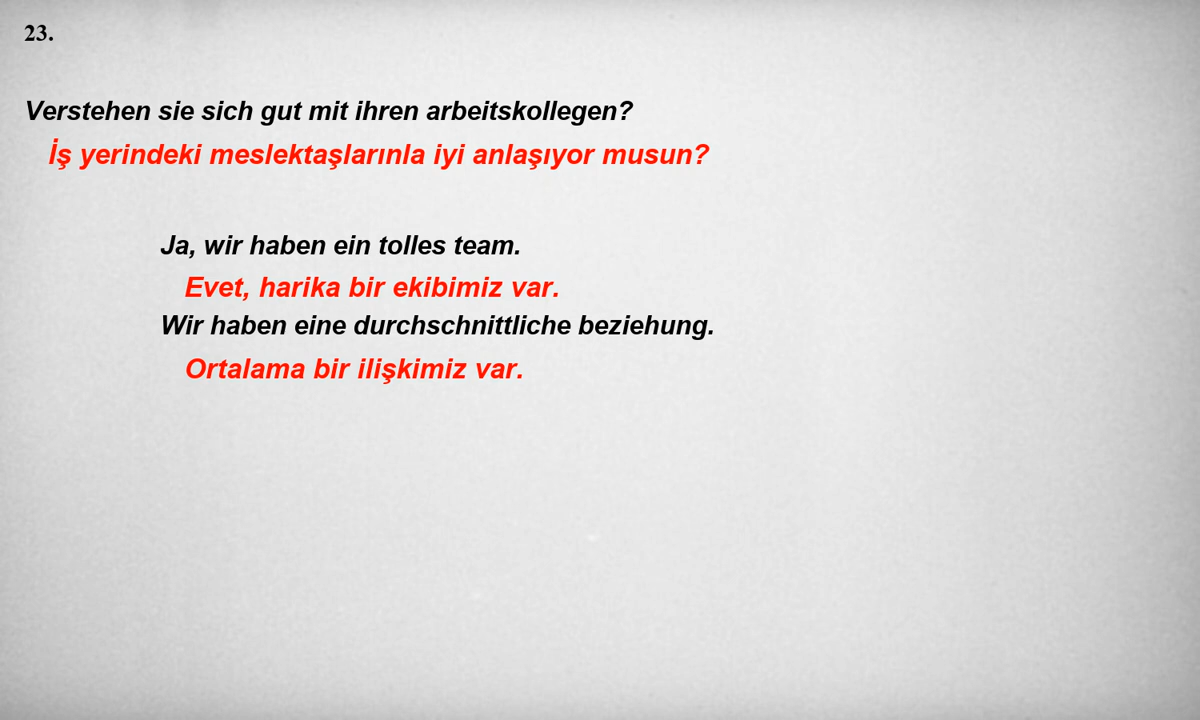 23.
Verstehen sie sich gut mit ihren arbeitskollegen?
İş yerindeki meslektaşlarınla iyi anlaşıyor musun?
Ja, wir haben ein tolles team.
Evet, harika bir ekibimiz var.
Wir haben eine durchschnittliche beziehung.
Ortalama bir ilişkimiz var.